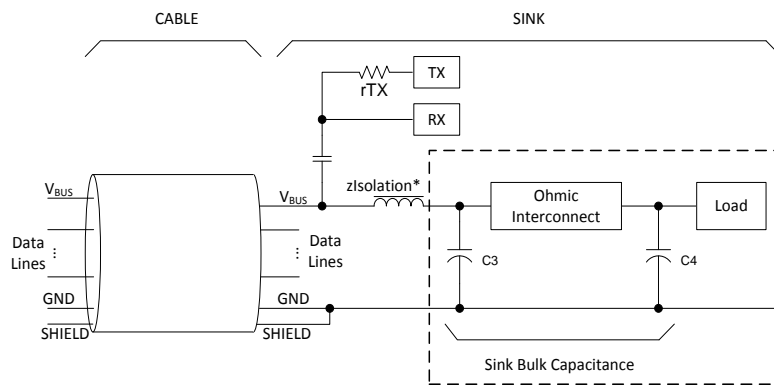 CABLE
SINK
TX
rTX
RX
zIsolation*
VBUS
VBUS
Ohmic
Interconnect
Load
Data
Lines
...
Data
Lines
...
C3
C4
GND
GND
SHIELD
SHIELD
Sink Bulk Capacitance